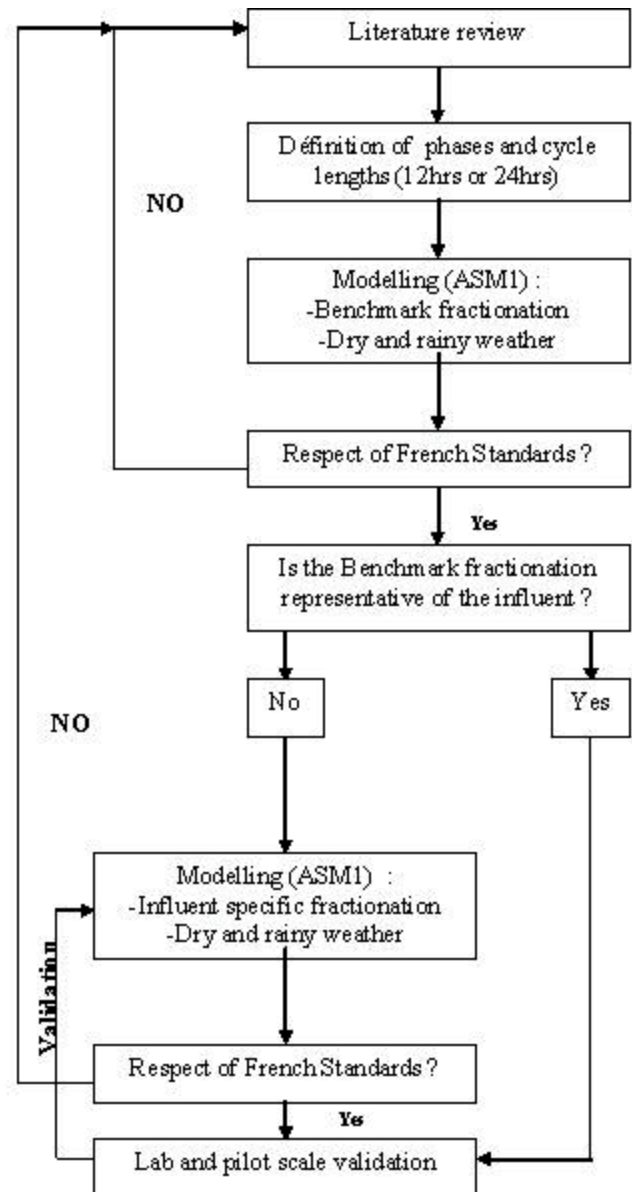 Literature review
Définition of phases and cycle
lengths (12hrs or 24hrs)
NO
Modelling (ASM1) :
-Benchmark fractionation
-Dry and rainy weather
Respect of French Standards ?
Yes
Is the Benchmark fractionation
representative of the influent ?
No
Yes
NO
Modelling (ASM1) :
-Influent specific fractionation
-Dry and rainy weather
Validation
Respect of French Standards ?
Yes
Lab and pilot scale validation